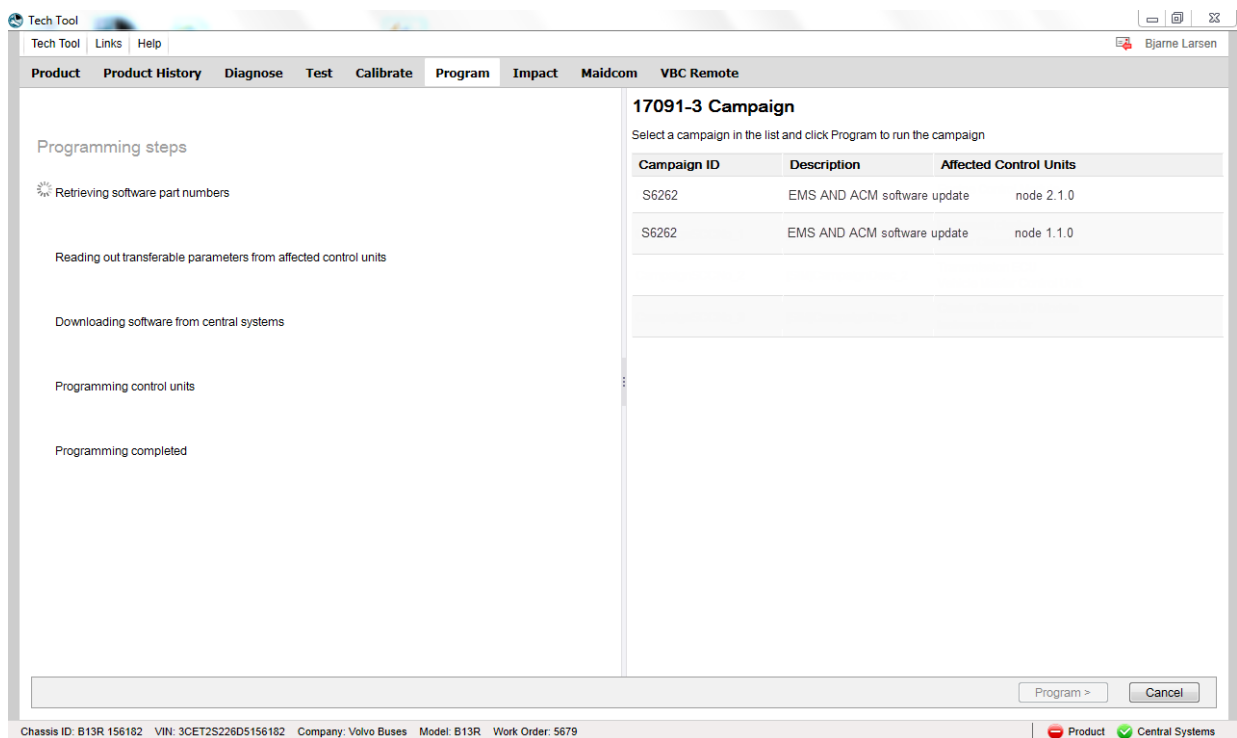 Tech Tool
Tech Tool Links Help Bjarne Larsen
Product Product History Diagnose Test Calibrate Program Impact Maidcom VBC Remote
Programming steps
Retrieving software part numbers
Reading out transferable parameters from affected control units
Downloading software from central systems
Programming control units
Programming completed
17091-3 Campaign
Select a campaign in the list and click Program to run the campaign
Campaign ID Description Affected Control Units
S6262 EMS AND ACM software update node 2.1.0
S6262 EMS AND ACM software update node 1.1.0
Program > Cancel
Chassis ID: B13R 156182 VIN: 3CET2S226D5156182 Company: Volvo Buses Model: B13R Work Order: 5679 Product Central Systems